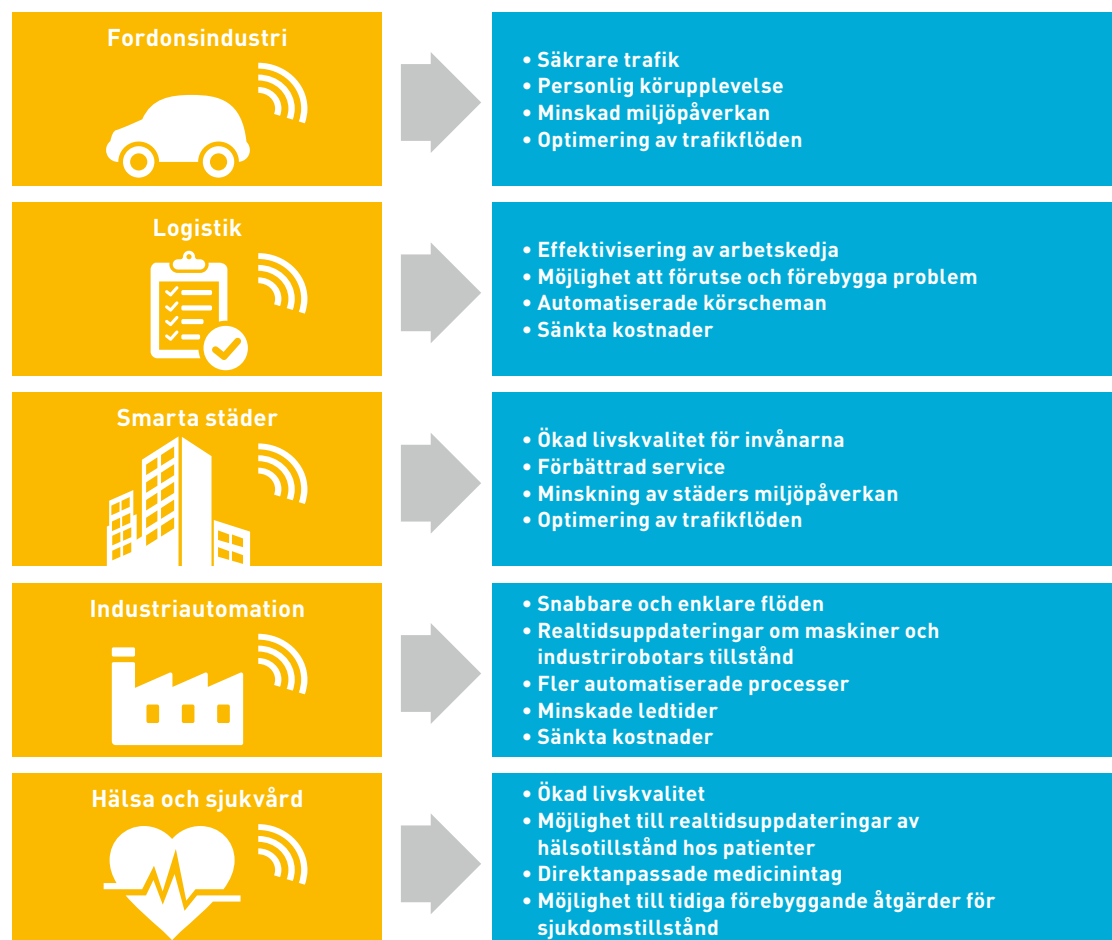 Fordonsindustri
• Säkrare trafik
• Personlig körupplevelse
• Minskad miljöpåverkan
• Optimering av trafikflöden
Logistik
• Effektivisering av arbetskedja
• Möjlighet att förutse och förebygga problem
• Automatiserade körscheman
• Sänkta kostnader
Smarta städer
• Ökad livskvalitet för invånarna
• Förbättrad service
• Minskning av städers miljöpåverkan
• Optimering av trafikflöden
Industriautomation
• Snabbare och enklare flöden
• Realtidsuppdateringar om maskiner och
industrirobotars tillstånd
• Fler automatiserade processer
• Minskade ledtider
• Sänkta kostnader
Hälsa och sjukvård
• Ökad livskvalitet
• Möjlighet till realtidsuppdateringar av
hälsotillstånd hos patienter
• Direktanpassade medicinintag
• Möjlighet till tidiga förebyggande åtgärder för
sjukdomstillstånd